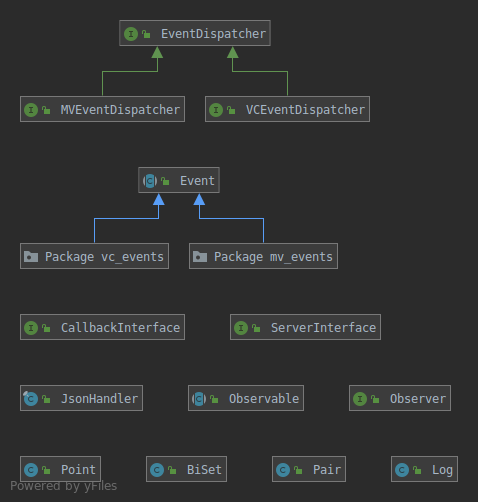 EventDispatcher
MVEventDispatcher
VCEventDispatcher
Event
Package vc_events
Package mv_events
CallbackInterface
ServerInterface
JsonHandler
Observable
Observer
Point
BiSet
Pair
Log
Powered by yFiles